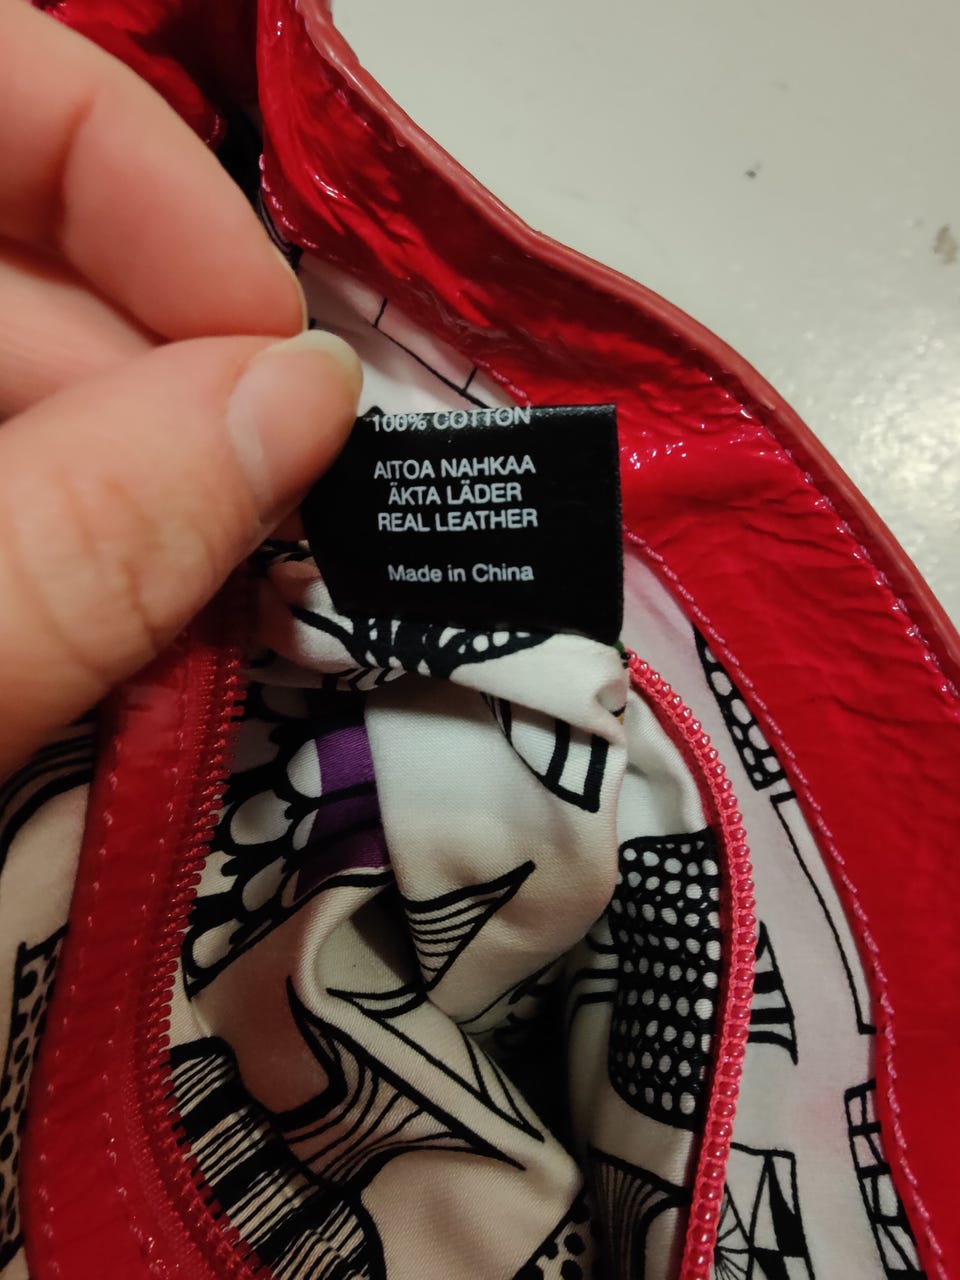 100% COTTON
AITOA NAHKAA
ÄKTA LÄDER
REAL LEATHER
Made in China